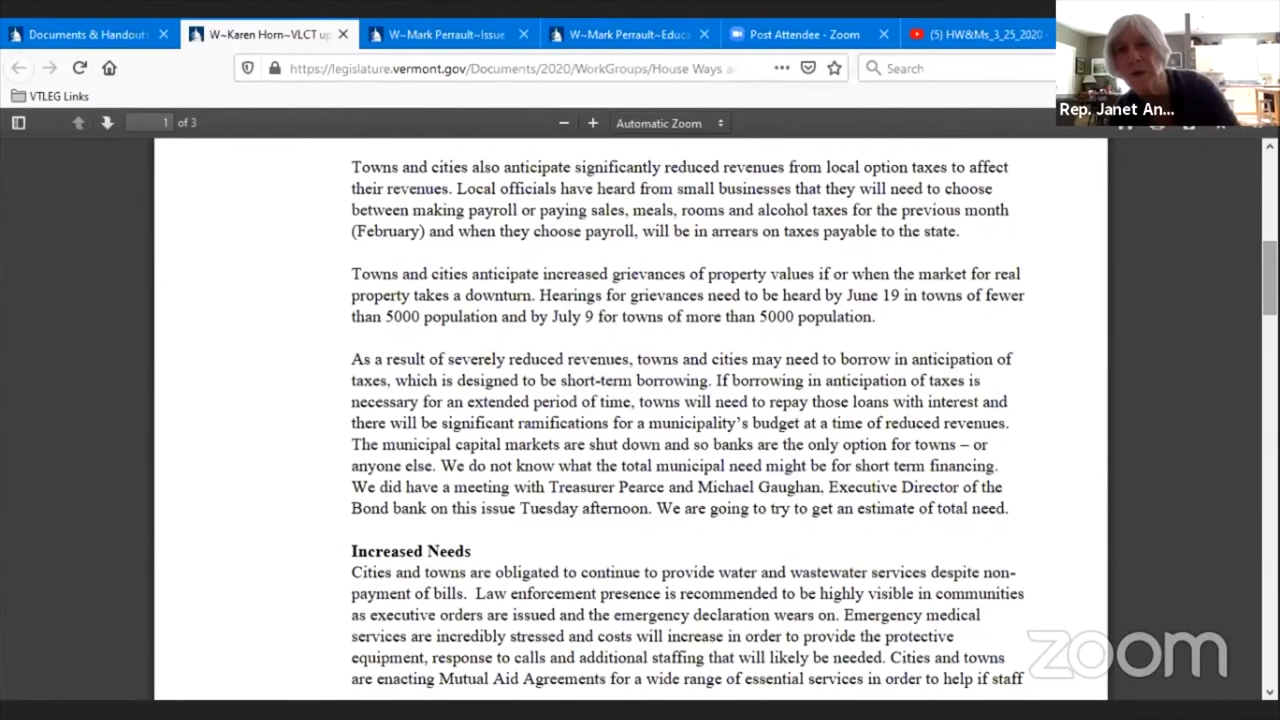 Documents & Handouts
W~Karen Horn~VLCT up
W~Mark Perrault~Issue
W~Mark Perrault~Educa
Post Attendee - Zoom
(5) HW&Ms_3_25_2020
https://legislature.vermont.gov/Documents/2020/WorkGroups/House Ways a
Search
VTLEG Links
Rep. Janet An...
1 of 3
Automatic Zoom
Towns and cities also anticipate significantly reduced revenues from local option taxes to affect
their revenues. Local officials have heard from small businesses that they will need to choose
between making payroll or paying sales, meals, rooms and alcohol taxes for the previous month
(February) and when they choose payroll, will be in arrears on taxes payable to the state.
Towns and cities anticipate increased grievances of property values if or when the market for real
property takes a downturn. Hearings for grievances need to be heard by June 19 in towns of fewer
than 5000 population and by July 9 for towns of more than 5000 population.
As a result of severely reduced revenues, towns and cities may need to borrow in anticipation of
taxes, which is designed to be short-term borrowing. If borrowing in anticipation of taxes is
necessary for an extended period of time, towns will need to repay those loans with interest and
there will be significant ramifications for a municipality's budget at a time of reduced revenues.
The municipal capital markets are shut down and so banks are the only option for towns – or
anyone else. We do not know what the total municipal need might be for short term financing.
We did have a meeting with Treasurer Pearce and Michael Gaughan, Executive Director of the
Bond bank on this issue Tuesday afternoon. We are going to try to get an estimate of total need.
Increased Needs
Cities and towns are obligated to continue to provide water and wastewater services despite non-
payment of bills. Law enforcement presence is recommended to be highly visible in communities
as executive orders are issued and the emergency declaration wears on. Emergency medical
services are incredibly stressed and costs will increase in order to provide the protective
equipment, response to calls and additional staffing that will likely be needed. Cities and towns
are enacting Mutual Aid Agreements for a wide range of essential services in order to help if staff
zoom